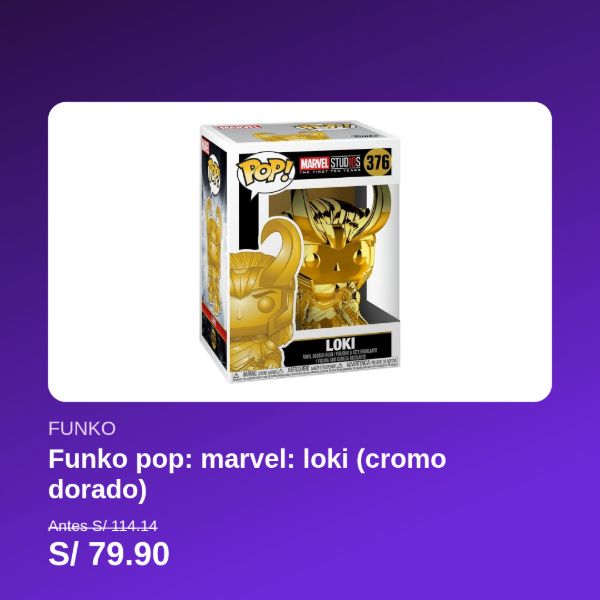 MARVEL
POP!
MARVEL STUDIOS
THE FIRST TEN YEARS
376
LOKI
FUNKO
Funko pop: marvel: loki (cromo
dorado)
Antes S/ 114.14
S/ 79.90